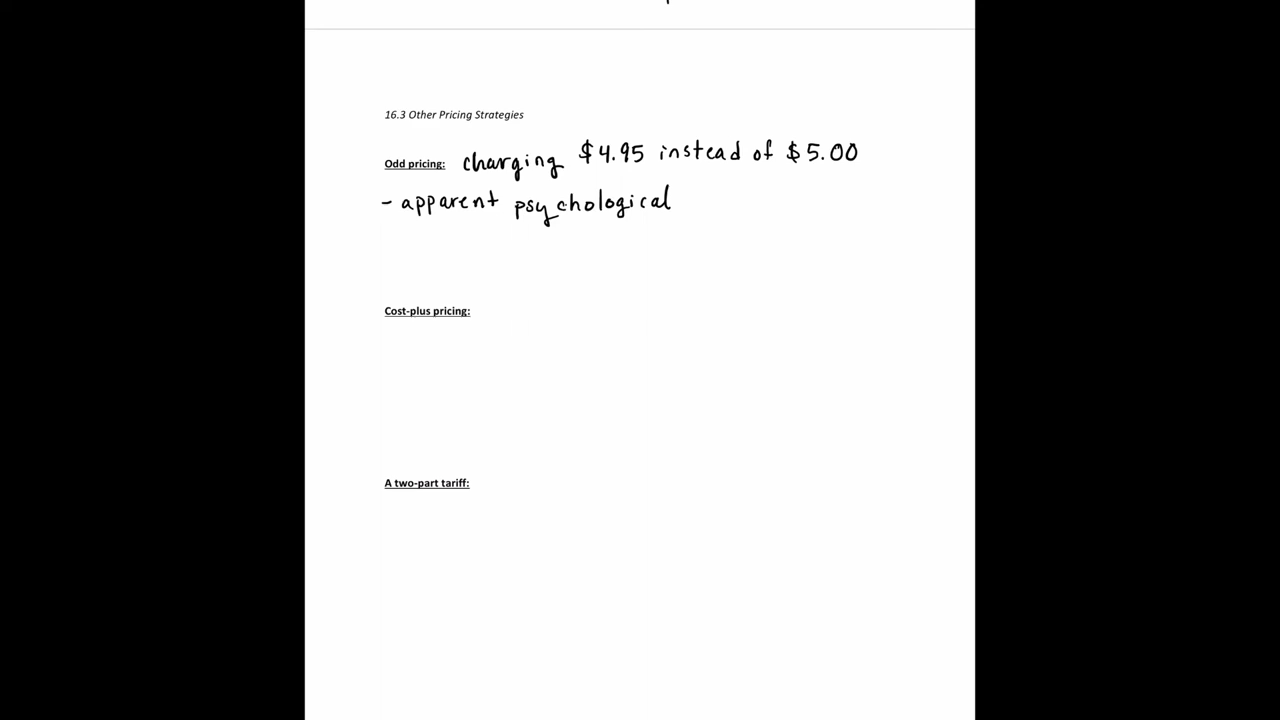 16.3 Other Pricing Strategies
Odd pricing: charging $4.95 instead of $5.00
- apparent psychological
Cost-plus pricing:
A two-part tariff: